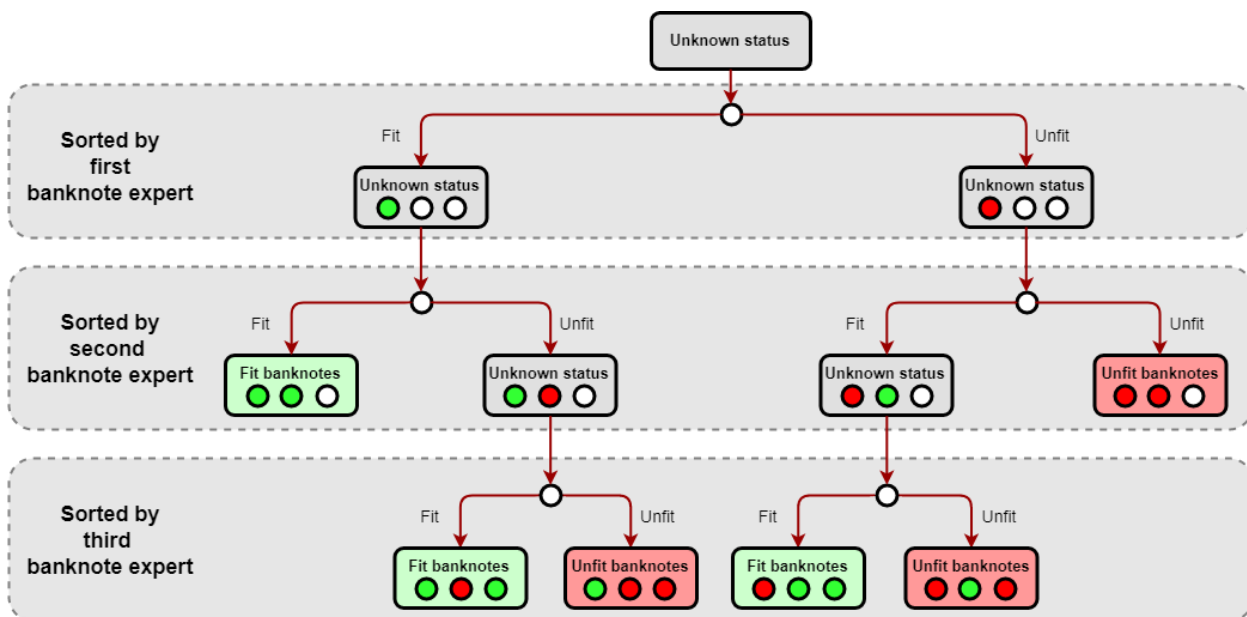 Unknown status
Sorted by
first
banknote expert
Fit
Unfit
Unknown status
Unknown status
Sorted by
second
banknote expert
Fit
Unfit
Fit
Unfit
Fit banknotes
Unknown status
Unknown status
Unfit banknotes
Sorted by
third
banknote expert
Fit
Unfit
Fit
Unfit
Fit banknotes
Unfit banknotes
Fit banknotes
Unfit banknotes